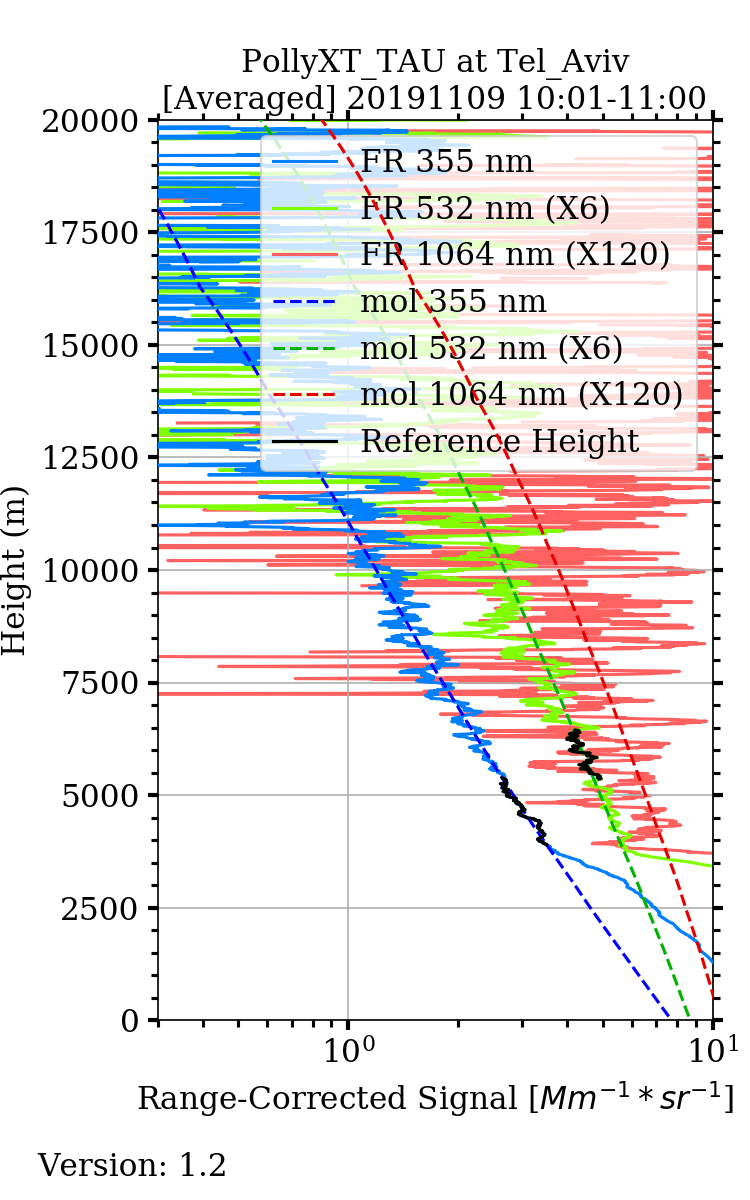 PollyXT_TAU at Tel_Aviv
[Averaged] 20191109 10:01-11:00
20000
17500
15000
12500
10000
7500
5000
2500
0
Height (m)
FR 355 nm
FR 532 nm (X6)
FR 1064 nm (X120)
mol 355 nm
mol 532 nm (X6)
mol 1064 nm (X120)
Reference Height
10⁰ 10¹
Range-Corrected Signal [Mm⁻¹ * sr⁻¹]
Version: 1.2